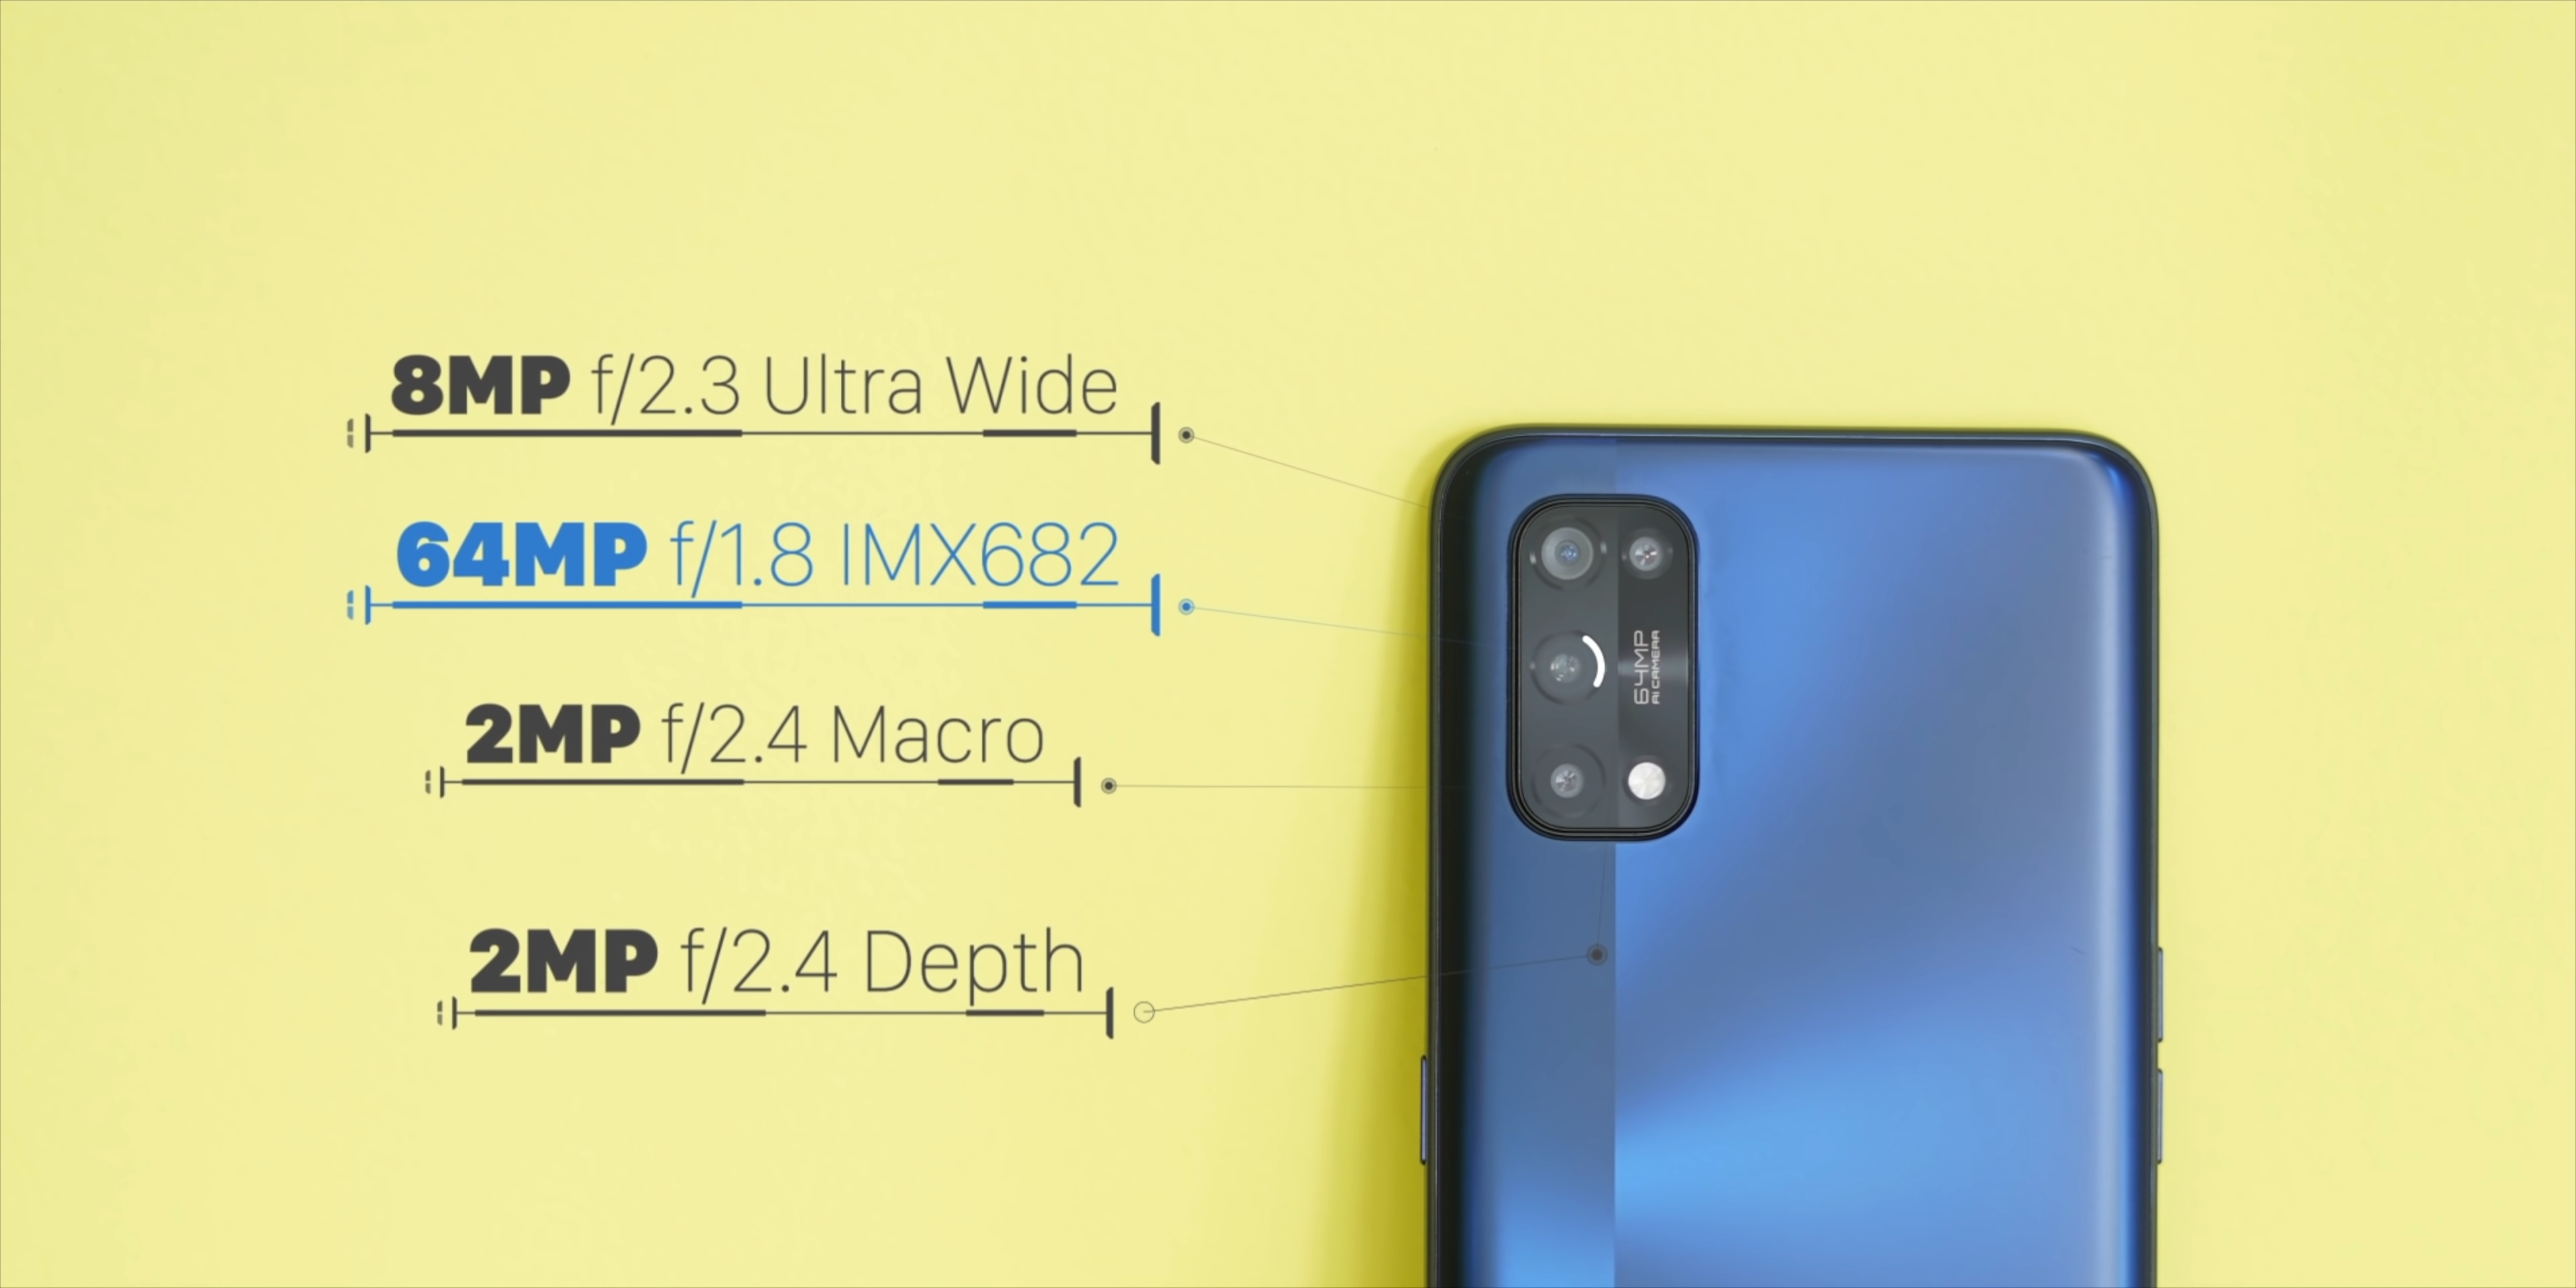 8MP f/2.3 Ultra Wide
64MP f/1.8 IMX682
2MP f/2.4 Macro
2MP f/2.4 Depth
64MP
AI CAMERA